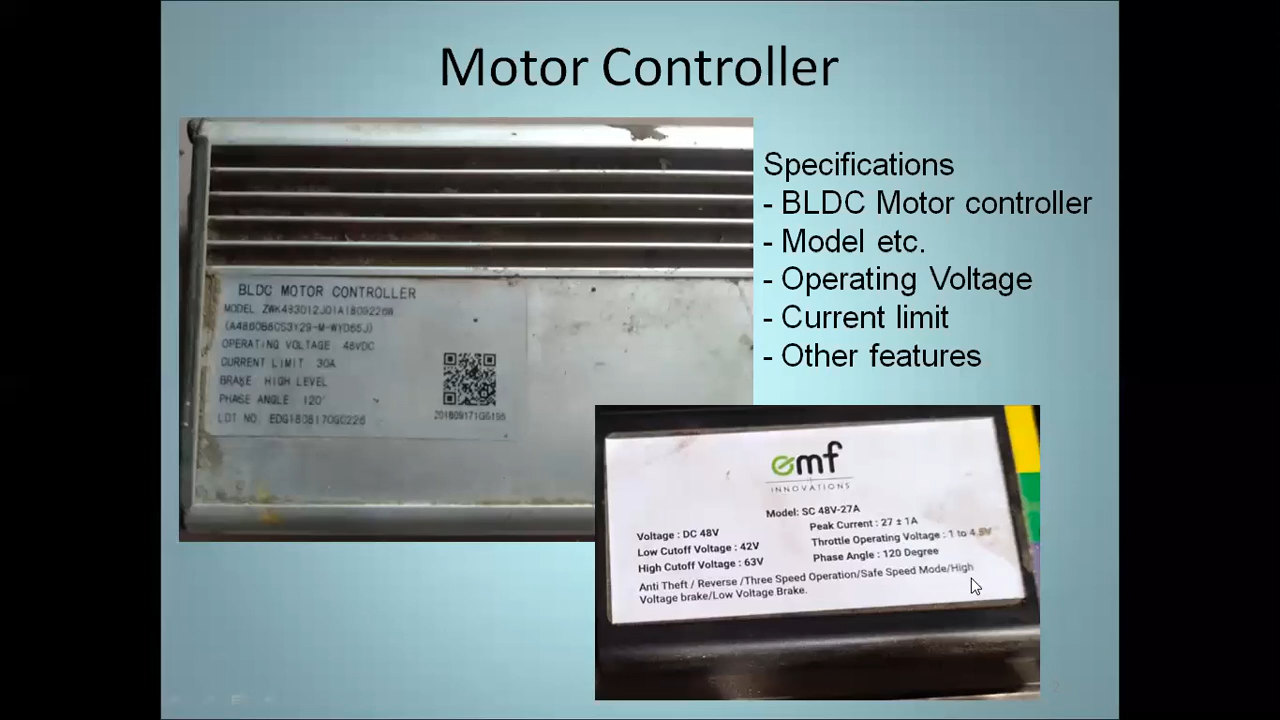 Motor Controller
Specifications
- BLDC Motor controller
- Model etc.
- Operating Voltage
- Current limit
- Other features
BLDC MOTOR CONTROLLER
MODEL
OPERATING VOLTAGE 48VDC
CURRENT LIMIT 30A
BRAKE HIGH LEVEL
PHASE ANGLE: 120°
LOT NO.
emf
INNOVATIONS
Model: SC 48V-27A
Voltage : DC 48V
Low Cutoff Voltage : 42V
High Cutoff Voltage : 63V
Peak Current : 27 ± 1A
Throttle Operating Voltage : 1 to 4.8V
Phase Angle : 120 Degree
Anti Theft / Reverse /Three Speed Operation/Safe Speed Mode/High
Voltage brake/Low Voltage Brake.